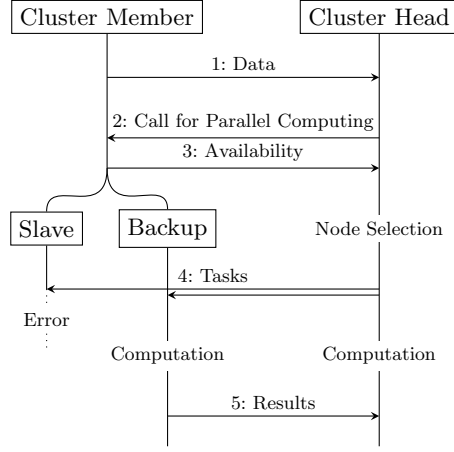 Cluster Member
Cluster Head
1: Data
2: Call for Parallel Computing
3: Availability
Slave
Backup
Node Selection
4: Tasks
Error
Computation
Computation
5: Results